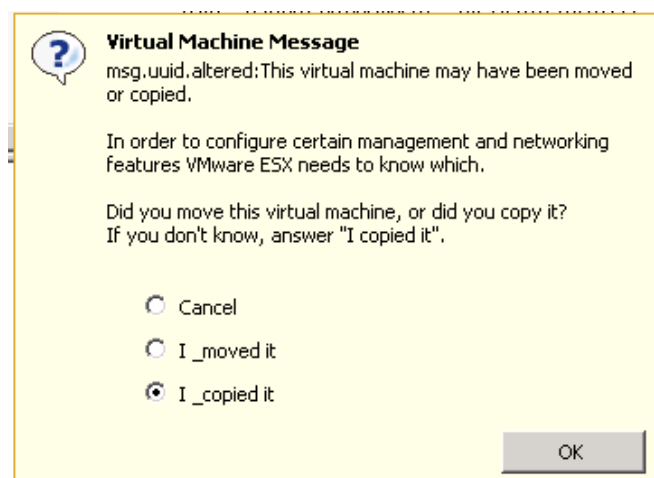 Virtual Machine Message
msg.uuid.altered:This virtual machine may have been moved
or copied.
In order to configure certain management and networking
features VMware ESX needs to know which.
Did you move this virtual machine, or did you copy it?
If you don't know, answer "I copied it".
Cancel
I _moved it
I _copied it
OK